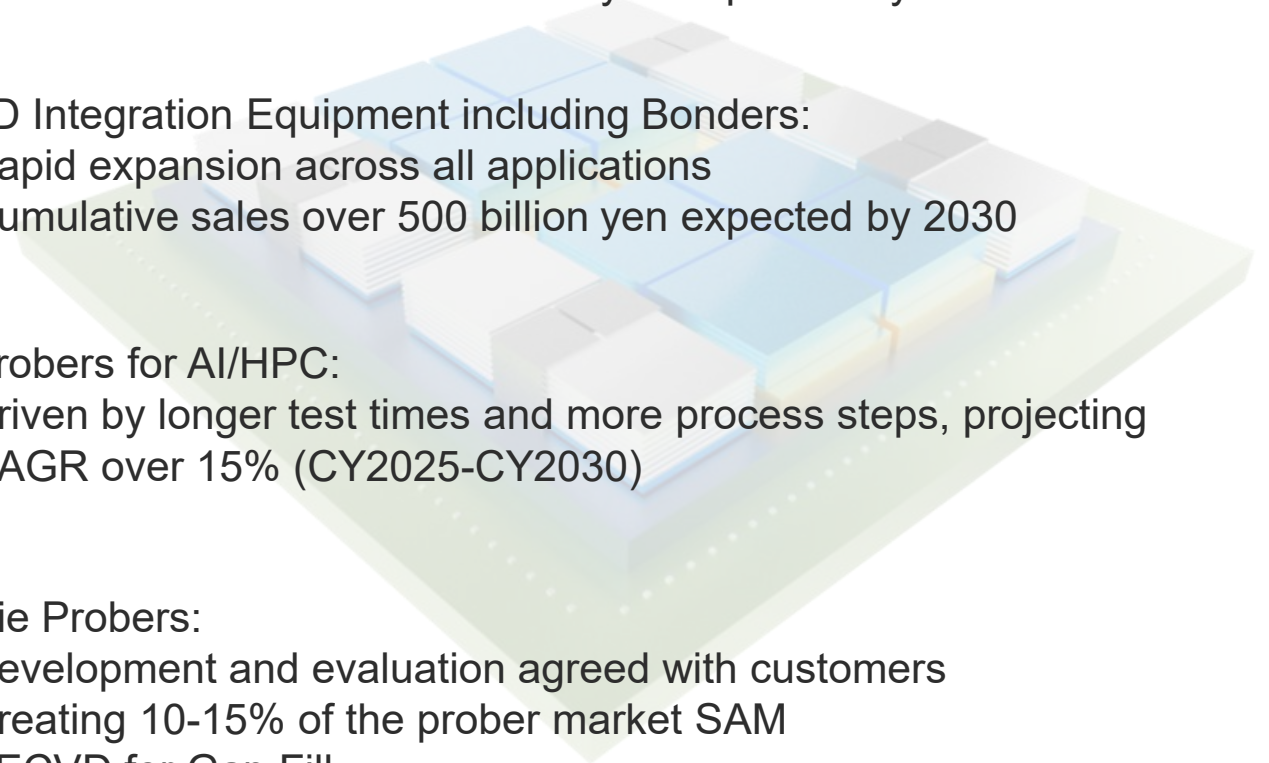 D Integration Equipment including Bonders:
apid expansion across all applications
umulative sales over 500 billion yen expected by 2030
robers for AI/HPC:
riven by longer test times and more process steps, projecting
AGR over 15% (CY2025-CY2030)
ie Probers:
evelopment and evaluation agreed with customers
reating 10-15% of the prober market SAM